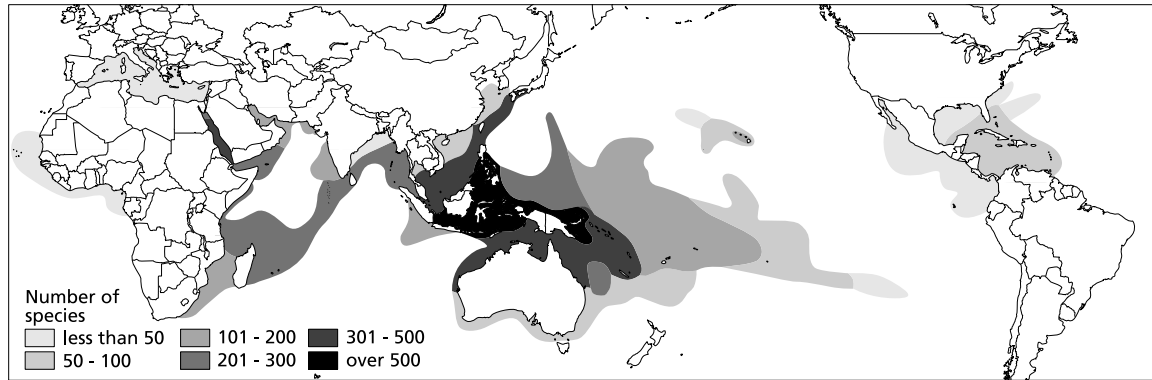 Number of
species
less than 50
50 - 100
101 - 200
201 - 300
301 - 500
over 500